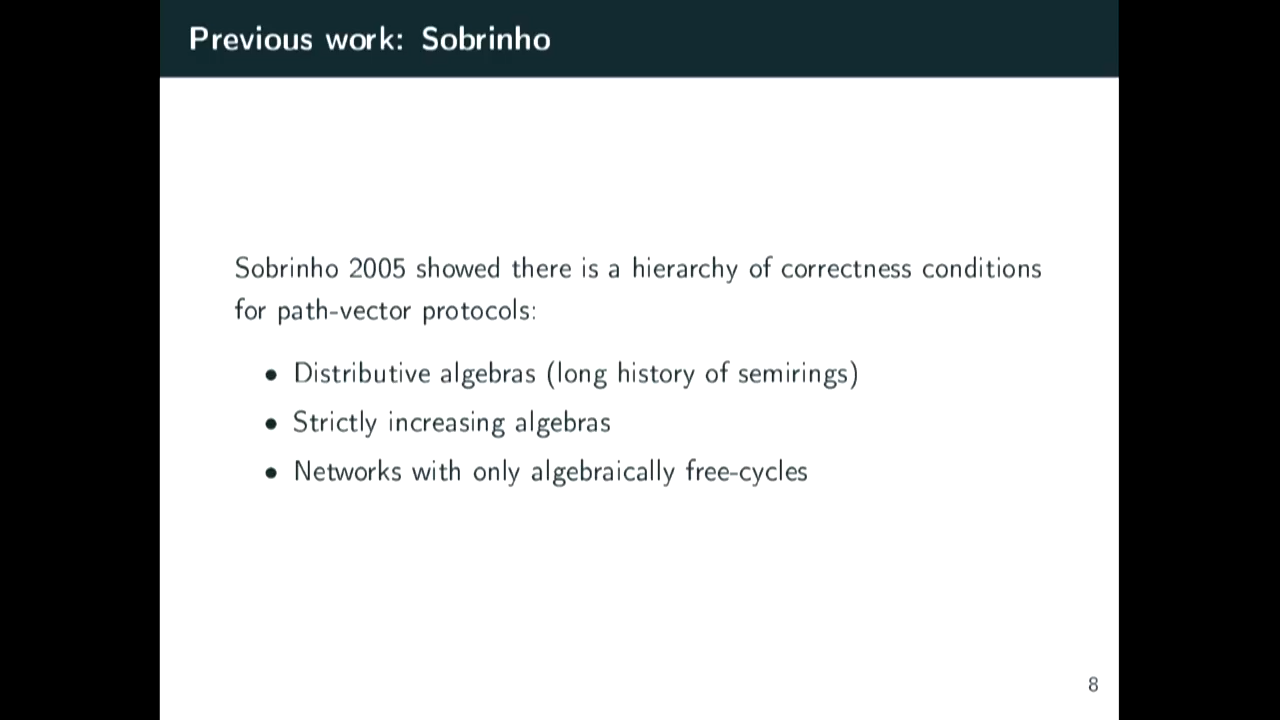 Previous work: Sobrinho
Sobrinho 2005 showed there is a hierarchy of correctness conditions
for path-vector protocols:
• Distributive algebras (long history of semirings)
• Strictly increasing algebras
• Networks with only algebraically free-cycles
8